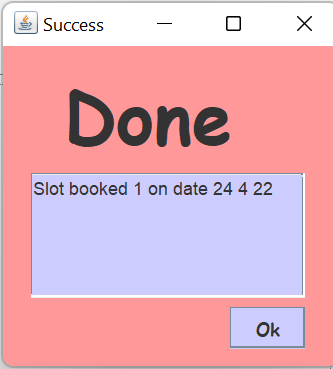 Success
Done
Slot booked 1 on date 24 4 22
Ok